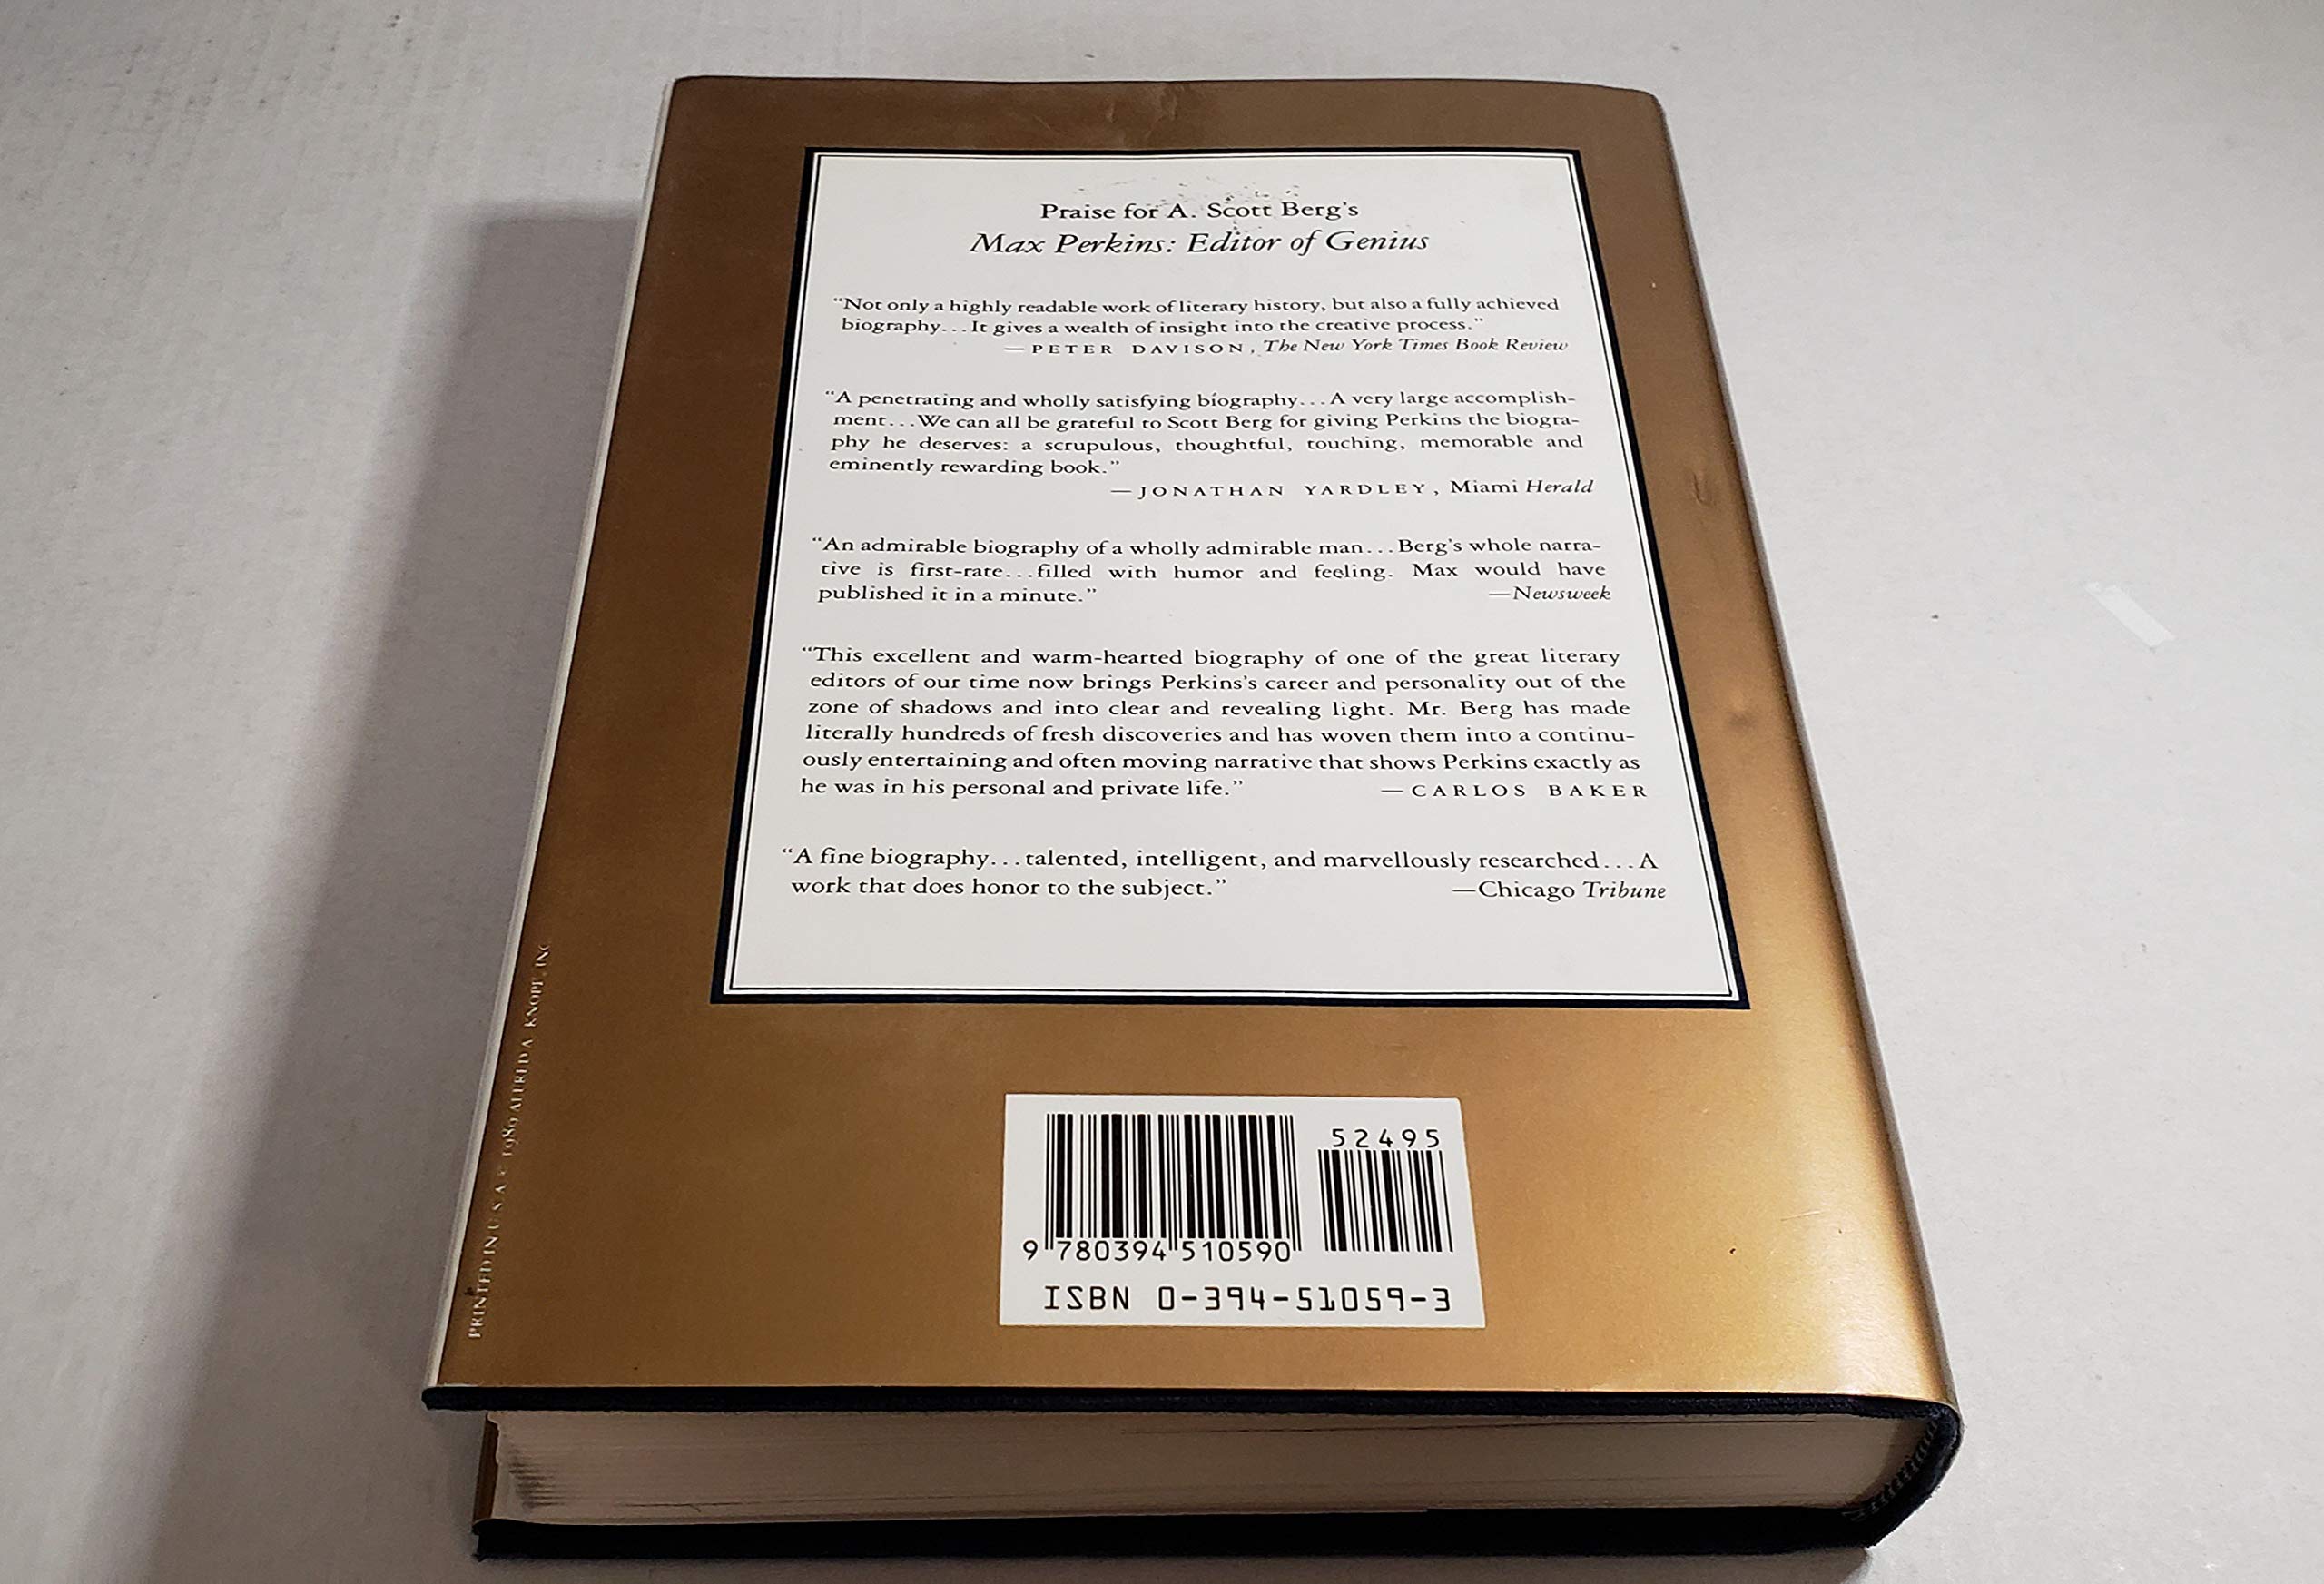 Praise for A. Scott Berg's
Max Perkins: Editor of Genius
“Not only a highly readable work of literary history, but also a fully achieved
biography...It gives a wealth of insight into the creative process.”
—PETER DAVISON, The New York Times Book Review
“A penetrating and wholly satisfying biography...A very large accomplish-
ment...We can all be grateful to Scott Berg for giving Perkins the biogra-
phy he deserves: a scrupulous, thoughtful, touching, memorable and
eminently rewarding book.”
—JONATHAN YARDLEY, Miami Herald
“An admirable biography of a wholly admirable man...Berg's whole narra-
tive is first-rate...filled with humor and feeling. Max would have
published it in a minute.” —Newsweek
“This excellent and warm-hearted biography of one of the great literary
editors of our time now brings Perkins's career and personality out of the
zone of shadows and into clear and revealing light. Mr. Berg has made
literally hundreds of fresh discoveries and has woven them into a continu-
ously entertaining and often moving narrative that shows Perkins exactly as
he was in his personal and private life.” —CARLOS BAKER
“A fine biography...talented, intelligent, and marvellously researched...A
work that does honor to the subject.” —Chicago Tribune
PRINTED IN U.S.A. © 1989 ALFRED A. KNOPF, INC
52495
9 780394 510590
ISBN 0-394-51059-3